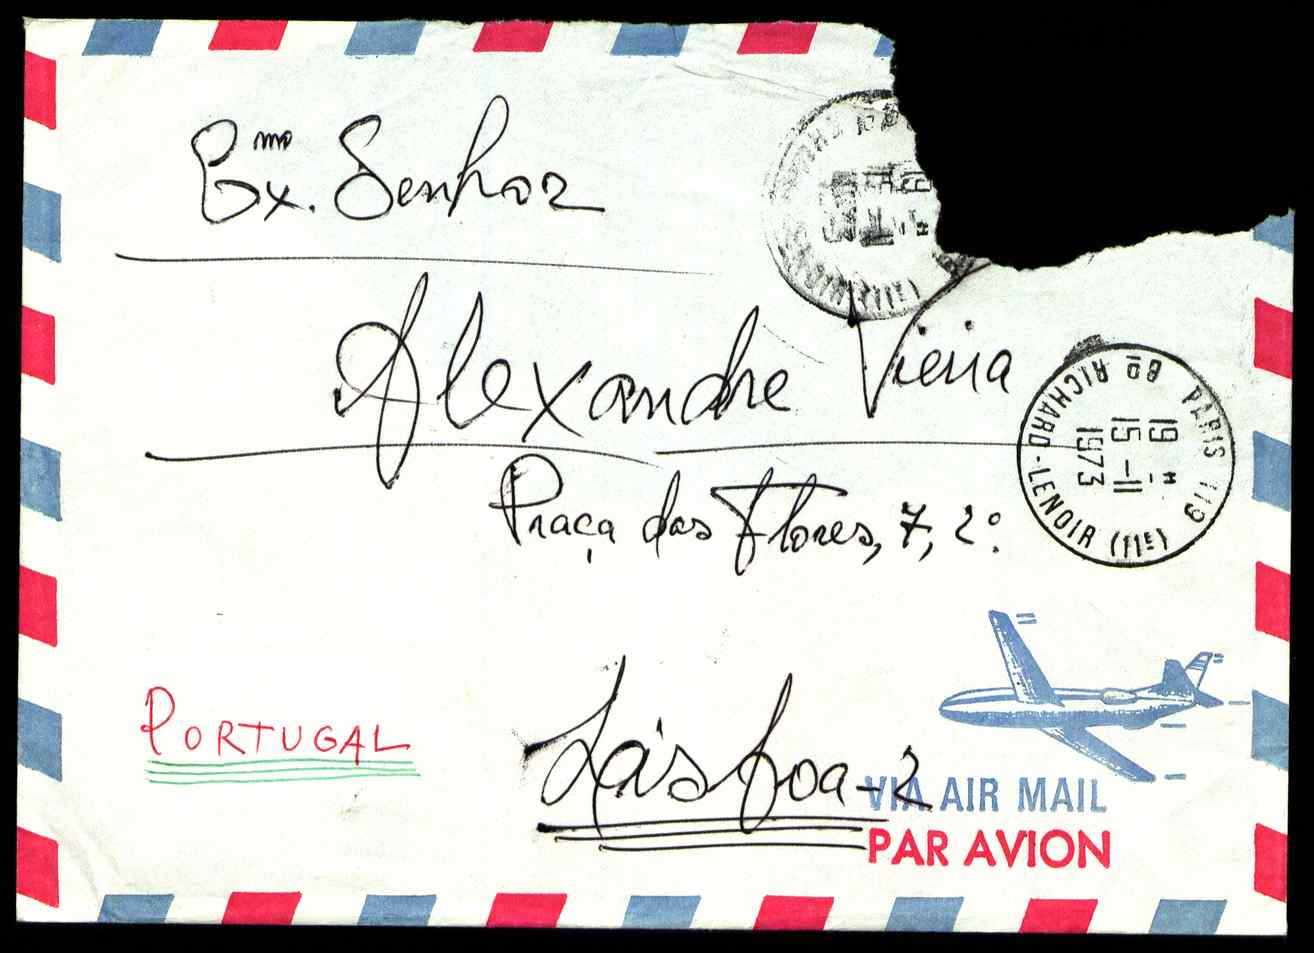 Exmo. Senhor
Alexandre Vieira
Praça das Flores, 7, 2º.
Lisboa-2
PORTUGAL
VIA AIR MAIL
PAR AVION
PARIS 119
19 H
15-11
1973
BD RICHARD-LENOIR (11E)
(11E)